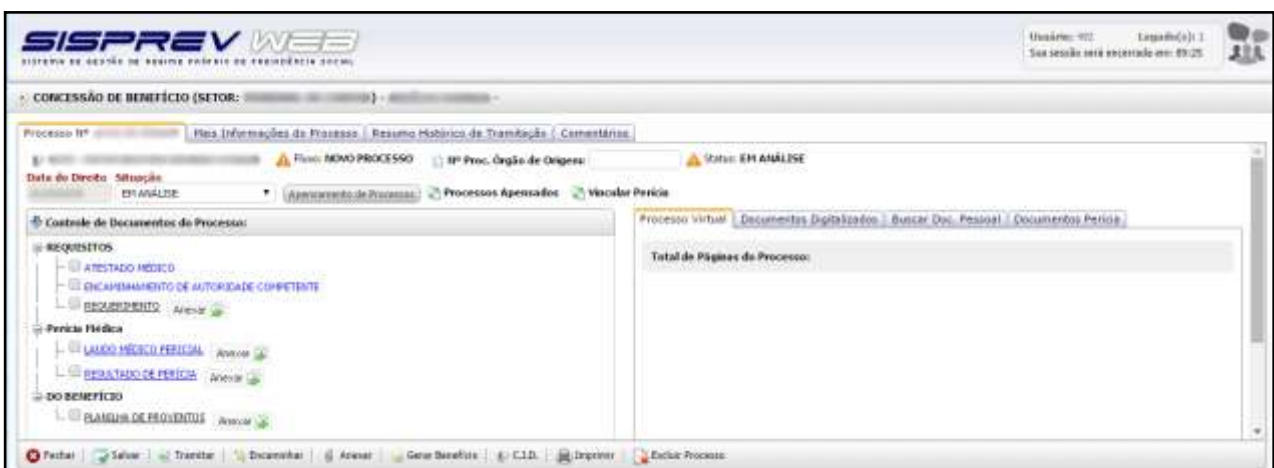 SISPREV WEB
SISTEMA DE GESTÃO DE REGIME PRÓPRIO DE PREVIDÊNCIA SOCIAL
Usuário: Logado(s): 1
Sua sessão será encerrada em: 89:25
CONCESSÃO DE BENEFÍCIO (SETOR: ) - -
Processo Nº Mais Informações do Processo Resumo Histórico de Tramitação Comentários
Fluxo: NOVO PROCESSO Nº Proc. Órgão de Origem: Status: EM ANÁLISE
Data do Direito Situação
EM ANÁLISE Apensamento de Processos Processos Apensados Vincular Perícia
Controle de Documentos do Processo:
REQUISITOS
ATESTADO MÉDICO
ENCAMINHAMENTO DE AUTORIDADE COMPETENTE
REQUERIMENTO Anexar
Perícia Médica
LAUDO MÉDICO PERICIAL Anexar
RESULTADO DE PERÍCIA Anexar
DO BENEFÍCIO
PLANILHA DE PROVENTOS Anexar
Processo Virtual Documentos Digitalizados Buscar Doc. Pessoal Documentos Perícia
Total de Páginas do Processo:
Fechar Salvar Tramitar Encaminhar Anexar Gerar Benefício C.I.D. Imprimir Excluir Processo